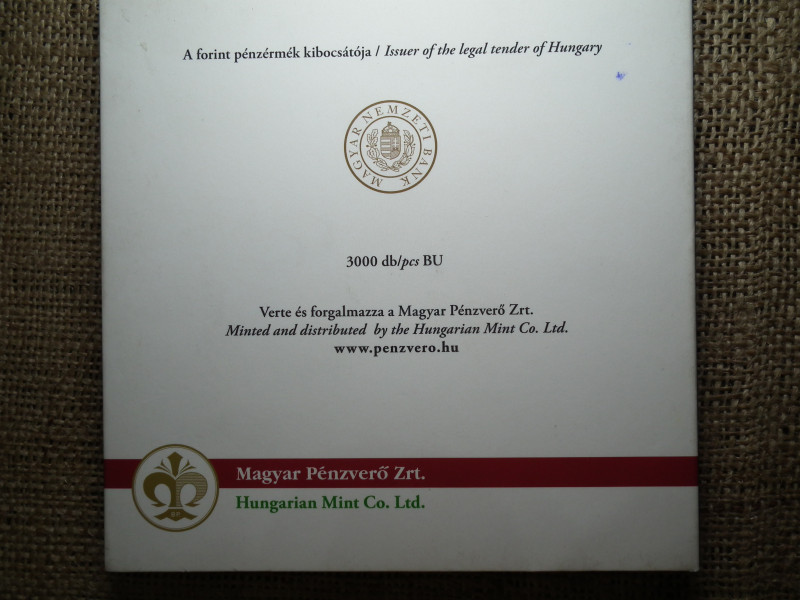 A forint pénzérmék kibocsátója / Issuer of the legal tender of Hungary
MAGYAR NEMZETI BANK
3000 db/pcs BU
Verte és forgalmazza a Magyar Pénzverő Zrt.
Minted and distributed by the Hungarian Mint Co. Ltd.
www.penzvero.hu
BP
Magyar Pénzverő Zrt.
Hungarian Mint Co. Ltd.